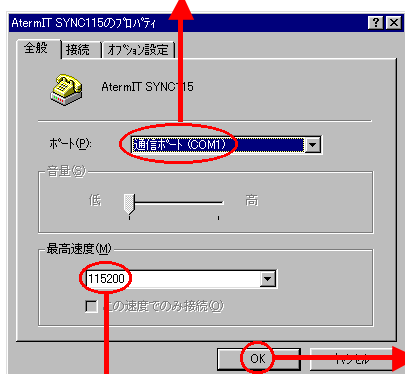 AtermIT SYNC115のﾌﾟﾛﾊﾟﾃｨ
全般 接続 ｵﾌﾟｼｮﾝ設定
AtermIT SYNC115
ﾎﾟｰﾄ(P): 通信ﾎﾟｰﾄ (COM1)
音量(S)
低 高
最高速度(M)
115200
この速度でのみ接続(O)
OK ｷｬﾝｾﾙ